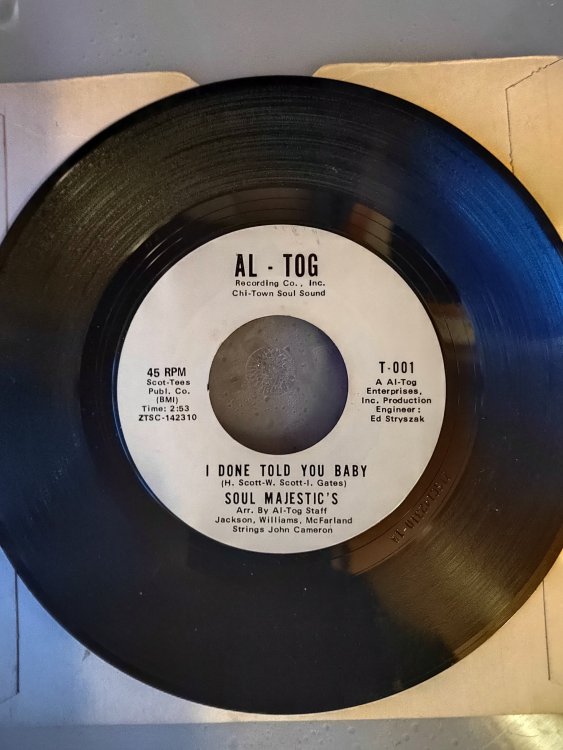 AL - TOG
Recording Co., Inc.
Chi-Town Soul Sound
45 RPM
Scot-Tees
Publ. Co.
(BMI)
Time: 2:53
ZTSC-142310
T-001
A Al-Tog
Enterprises,
Inc. Production
Engineer:
Ed Stryszak
I DONE TOLD YOU BABY
(H. Scott-W. Scott-I. Gates)
SOUL MAJESTIC'S
Arr. By Al-Tog Staff
Jackson, Williams, McFarland
Strings John Cameron